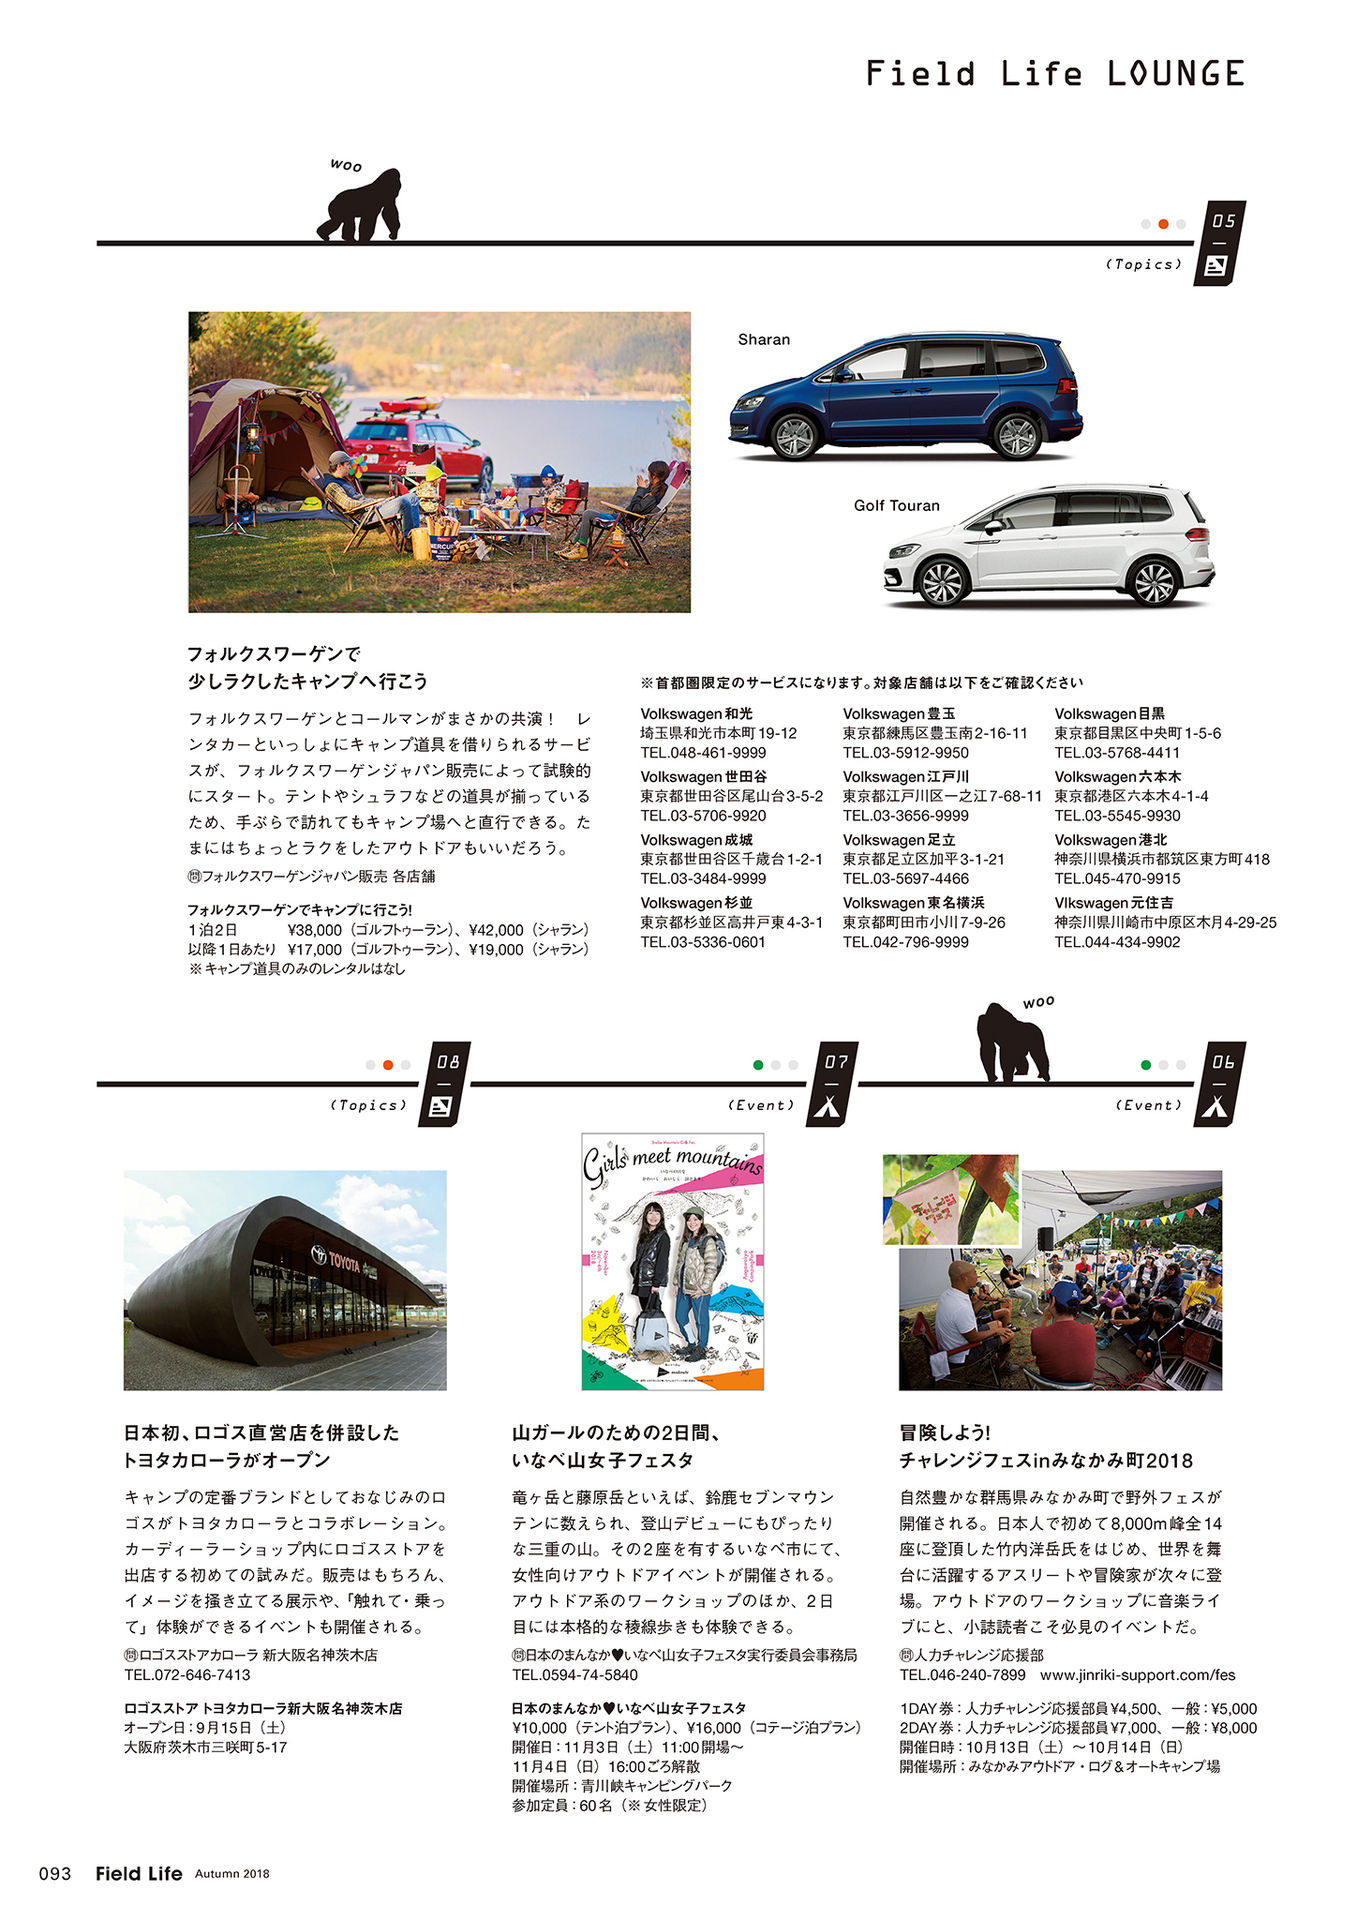 Field Life LOUNGE
woo
05
(Topics)
Sharan
Golf Touran
フォルクスワーゲンで
少しラクしたキャンプへ行こう
フォルクスワーゲンとコールマンがまさかの共演！　レ
ンタカーといっしょにキャンプ道具を借りられるサービ
スが、フォルクスワーゲンジャパン販売によって試験的
にスタート。テントやシュラフなどの道具が揃っている
ため、手ぶらで訪れてもキャンプ場へと直行できる。た
まにはちょっとラクをしたアウトドアもいいだろう。
㉄フォルクスワーゲンジャパン販売 各店舗
フォルクスワーゲンでキャンプに行こう!
1泊2日　¥38,000（ゴルフトゥーラン）、¥42,000（シャラン）
以降1日あたり　¥17,000（ゴルフトゥーラン）、¥19,000（シャラン）
※キャンプ道具のみのレンタルはなし
※首都圏限定のサービスになります。対象店舗は以下をご確認ください
Volkswagen和光
埼玉県和光市本町19-12
TEL.048-461-9999
Volkswagen世田谷
東京都世田谷区尾山台3-5-2
TEL.03-5706-9920
Volkswagen成城
東京都世田谷区千歳台1-2-1
TEL.03-3484-9999
Volkswagen杉並
東京都杉並区高井戸東4-3-1
TEL.03-5336-0601
Volkswagen豊玉
東京都練馬区豊玉南2-16-11
TEL.03-5912-9950
Volkswagen江戸川
東京都江戸川区一之江7-68-11
TEL.03-3656-9999
Volkswagen足立
東京都足立区加平3-1-21
TEL.03-5697-4466
Volkswagen東名横浜
東京都町田市小川7-9-26
TEL.042-796-9999
Volkswagen目黒
東京都目黒区中央町1-5-6
TEL.03-5768-4411
Volkswagen六本木
東京都港区六本木4-1-4
TEL.03-5545-9930
Volkswagen港北
神奈川県横浜市都筑区東方町418
TEL.045-470-9915
Vlkswagen元住吉
神奈川県川崎市中原区木月4-29-25
TEL.044-434-9902
woo
06
(Event)
チャレンジ
フェス
冒険しよう!
チャレンジフェスinみなかみ町2018
自然豊かな群馬県みなかみ町で野外フェスが
開催される。日本人で初めて8,000m峰全14
座に登頂した竹内洋岳氏をはじめ、世界を舞
台に活躍するアスリートや冒険家が次々に登
場。アウトドアのワークショップに音楽ライ
ブにと、小誌読者こそ必見のイベントだ。
㉄人力チャレンジ応援部
TEL.046-240-7899　www.jinriki-support.com/fes
1DAY券：人力チャレンジ応援部員¥4,500、一般：¥5,000
2DAY券：人力チャレンジ応援部員¥7,000、一般：¥8,000
開催日時：10月13日（土）～10月14日（日）
開催場所：みなかみアウトドア・ログ＆オートキャンプ場
07
(Event)
Girls meet mountains
山ガールのための2日間、
いなべ山女子フェスタ
竜ヶ岳と藤原岳といえば、鈴鹿セブンマウン
テンに数えられ、登山デビューにもぴったり
な三重の山。その2座を有するいなべ市にて、
女性向けアウトドアイベントが開催される。
アウトドア系のワークショップのほか、2日
目には本格的な稜線歩きも体験できる。
㉄日本のまんなか♥いなべ山女子フェスタ実行委員会事務局
TEL.0594-74-5840
日本のまんなか♥いなべ山女子フェスタ
¥10,000（テント泊プラン）、¥16,000（コテージ泊プラン）
開催日：11月3日（土）11:00開場～
11月4日（日）16:00ごろ解散
開催場所：青川峡キャンピングパーク
参加定員：60名（※女性限定）
08
(Topics)
TOYOTA
日本初、ロゴス直営店を併設した
トヨタカローラがオープン
キャンプの定番ブランドとしておなじみのロ
ゴスがトヨタカローラとコラボレーション。
カーディーラーショップ内にロゴスストアを
出店する初めての試みだ。販売はもちろん、
イメージを掻き立てる展示や、「触れて・乗っ
て」体験ができるイベントも開催される。
㉄ロゴスストアカローラ 新大阪名神茨木店
TEL.072-646-7413
ロゴスストア トヨタカローラ新大阪名神茨木店
オープン日：9月15日（土）
大阪府茨木市三咲町5-17
093 Field Life Autumn 2018